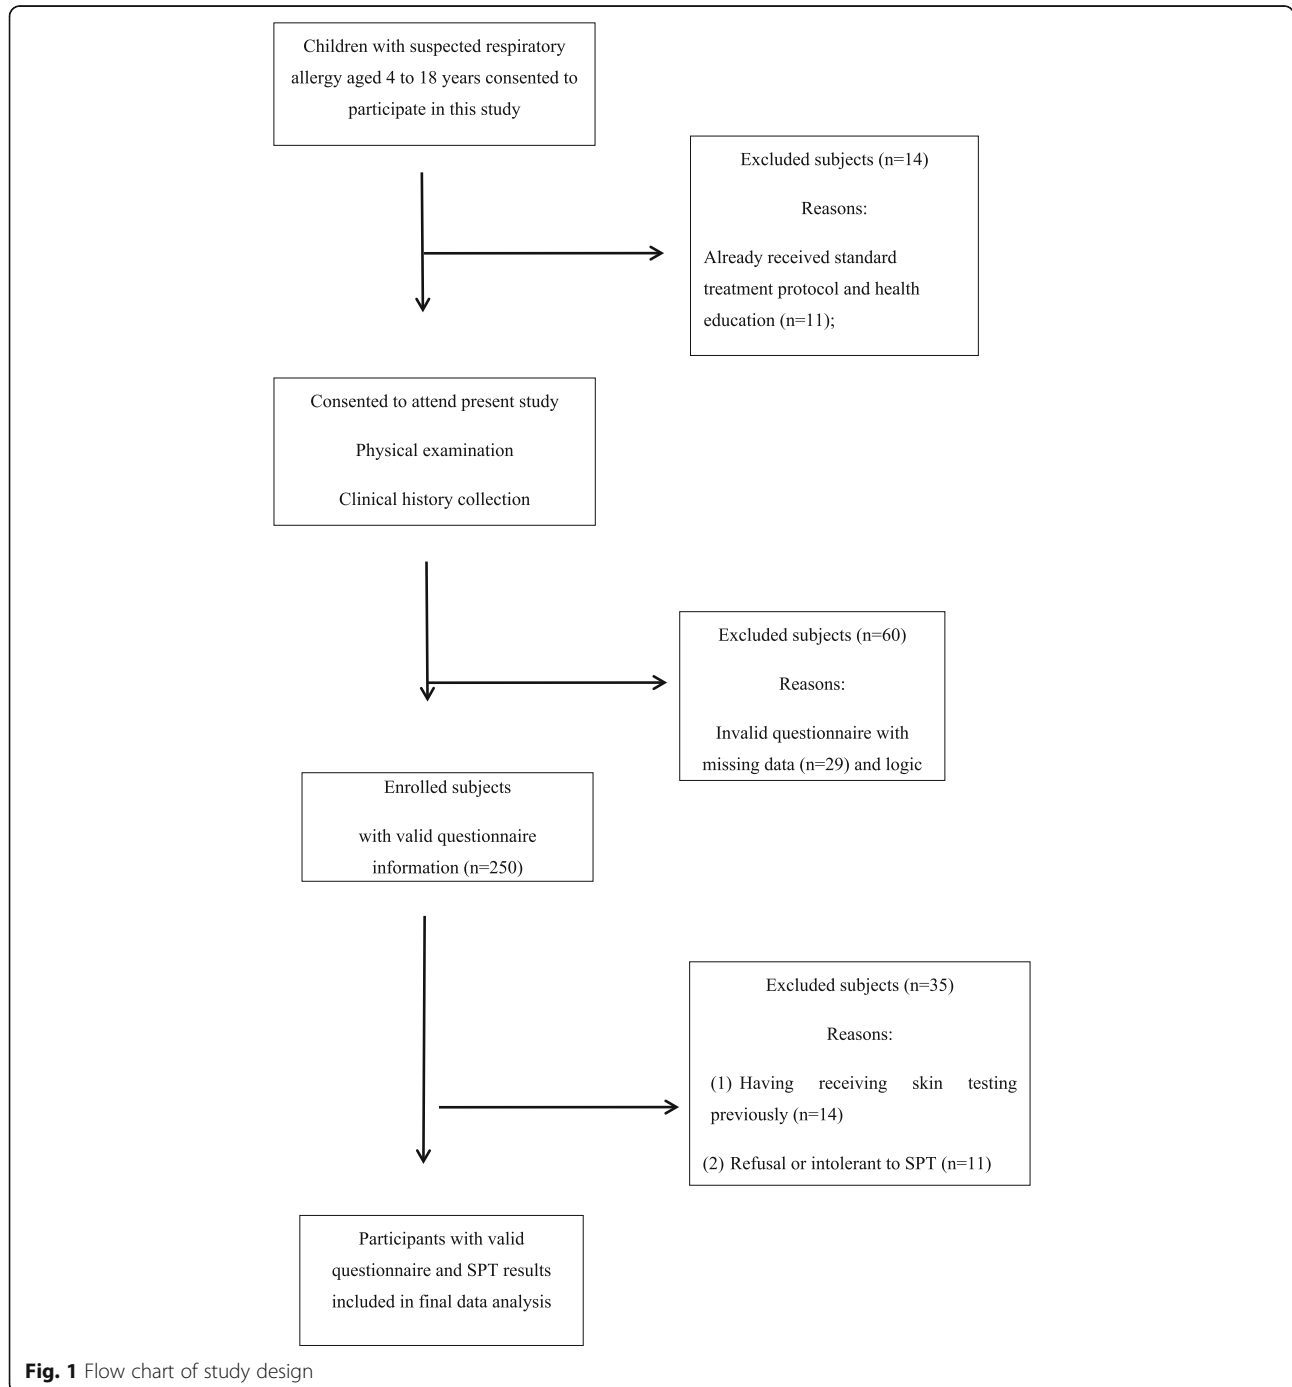 Children with suspected respiratory
allergy aged 4 to 18 years consented to
participate in this study
Excluded subjects (n=14)
Reasons:
Already received standard
treatment protocol and health
education (n=11);
Consented to attend present study
Physical examination
Clinical history collection
Excluded subjects (n=60)
Reasons:
Invalid questionnaire with
missing data (n=29) and logic
Enrolled subjects
with valid questionnaire
information (n=250)
Excluded subjects (n=35)
Reasons:
(1) Having receiving skin testing
previously (n=14)
(2) Refusal or intolerant to SPT (n=11)
Participants with valid
questionnaire and SPT results
included in final data analysis
Fig. 1 Flow chart of study design